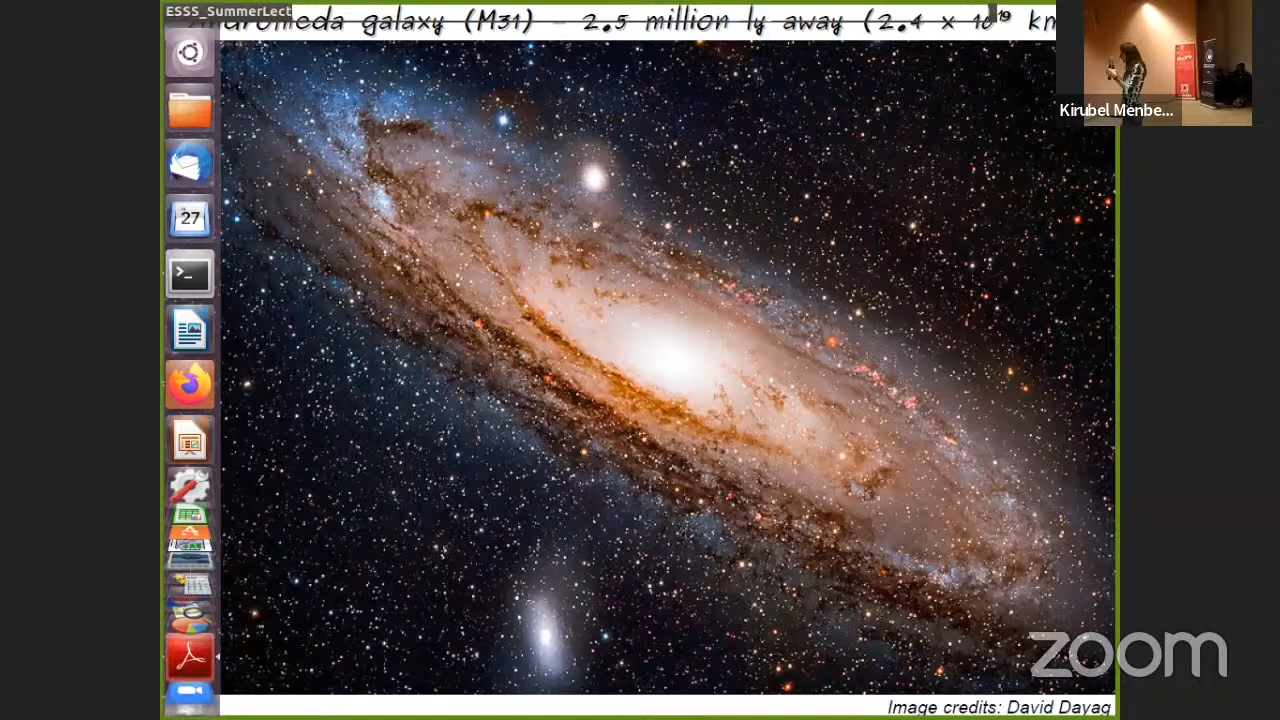 ESSS_SummerLect
Andromeda galaxy (M31) - 2.5 million ly away (2.4 x 10¹⁹ km
Kirubel Menbe...
27
zoom
Image credits: David Dayag